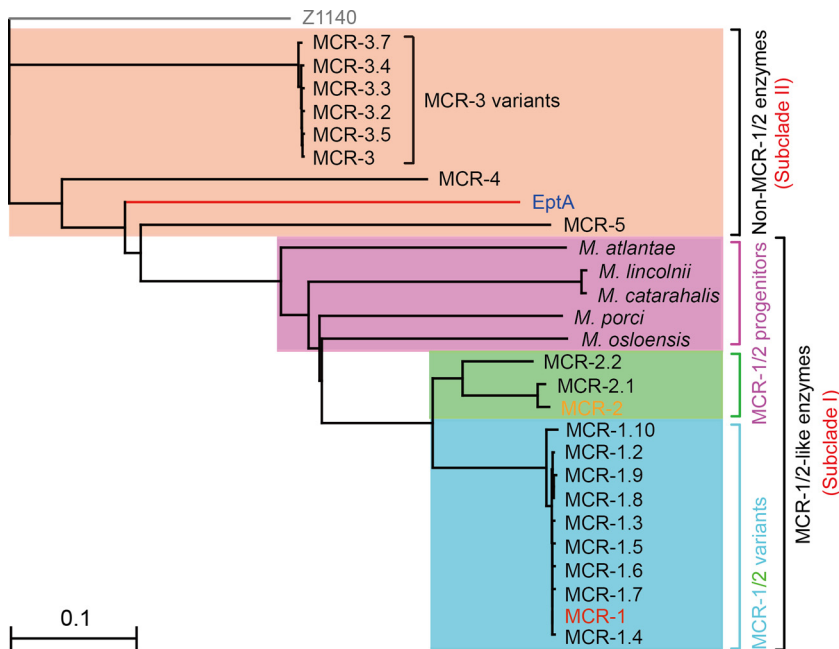 Z1140
MCR-3.7
MCR-3.4
MCR-3.3
MCR-3.2
MCR-3.5
MCR-3
MCR-3 variants
MCR-4
EptA
MCR-5
Non-MCR-1/2 enzymes
(Subclade II)
M. atlantae
M. lincolnii
M. catarahalis
M. porci
M. osloensis
MCR-1/2 progenitors
MCR-2.2
MCR-2.1
MCR-2
MCR-1.10
MCR-1.2
MCR-1.9
MCR-1.8
MCR-1.3
MCR-1.5
MCR-1.6
MCR-1.7
MCR-1
MCR-1.4
MCR-1/2 variants
MCR-1/2-like enzymes
(Subclade I)
0.1